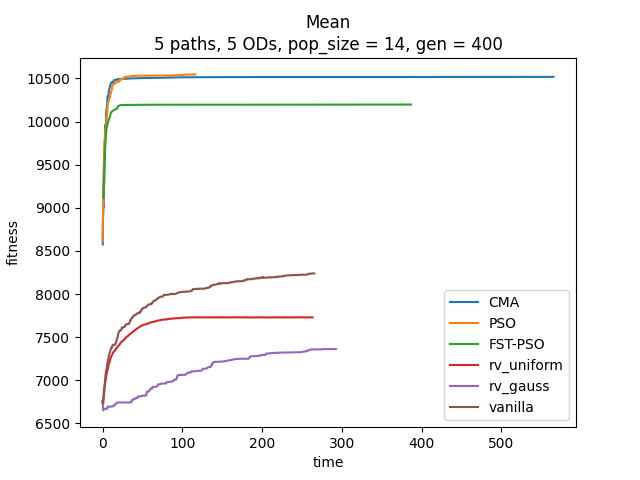 Mean
5 paths, 5 ODs, pop_size = 14, gen = 400
fitness
10500
10000
9500
9000
8500
8000
7500
7000
6500
0 100 200 300 400 500
time
CMA
PSO
FST-PSO
rv_uniform
rv_gauss
vanilla